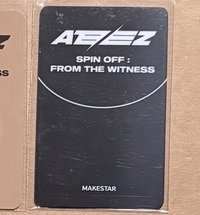 ATEEZ
SPIN OFF :
FROM THE WITNESS
MAKESTAR